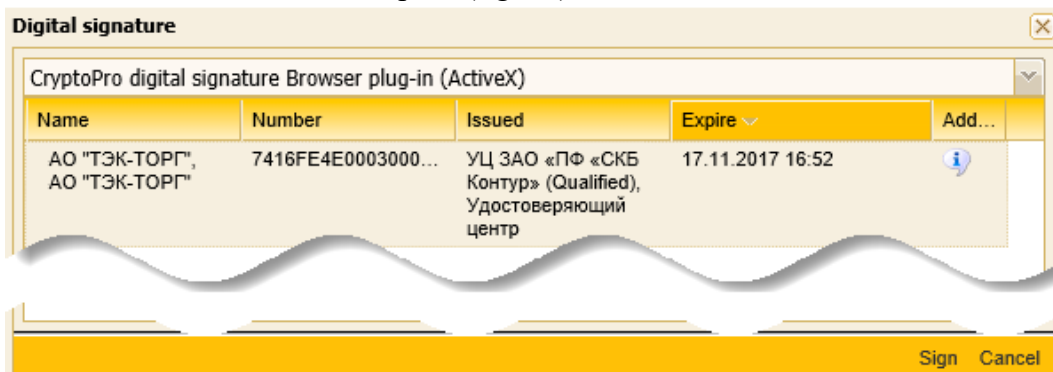 Digital signature
CryptoPro digital signature Browser plug-in (ActiveX)
Name Number Issued Expire Add...
АО "ТЭК-ТОРГ", 7416FE4E0003000... УЦ ЗАО «ПФ «СКБ 17.11.2017 16:52
АО "ТЭК-ТОРГ" Контур» (Qualified),
Удостоверяющий
центр
Sign Cancel